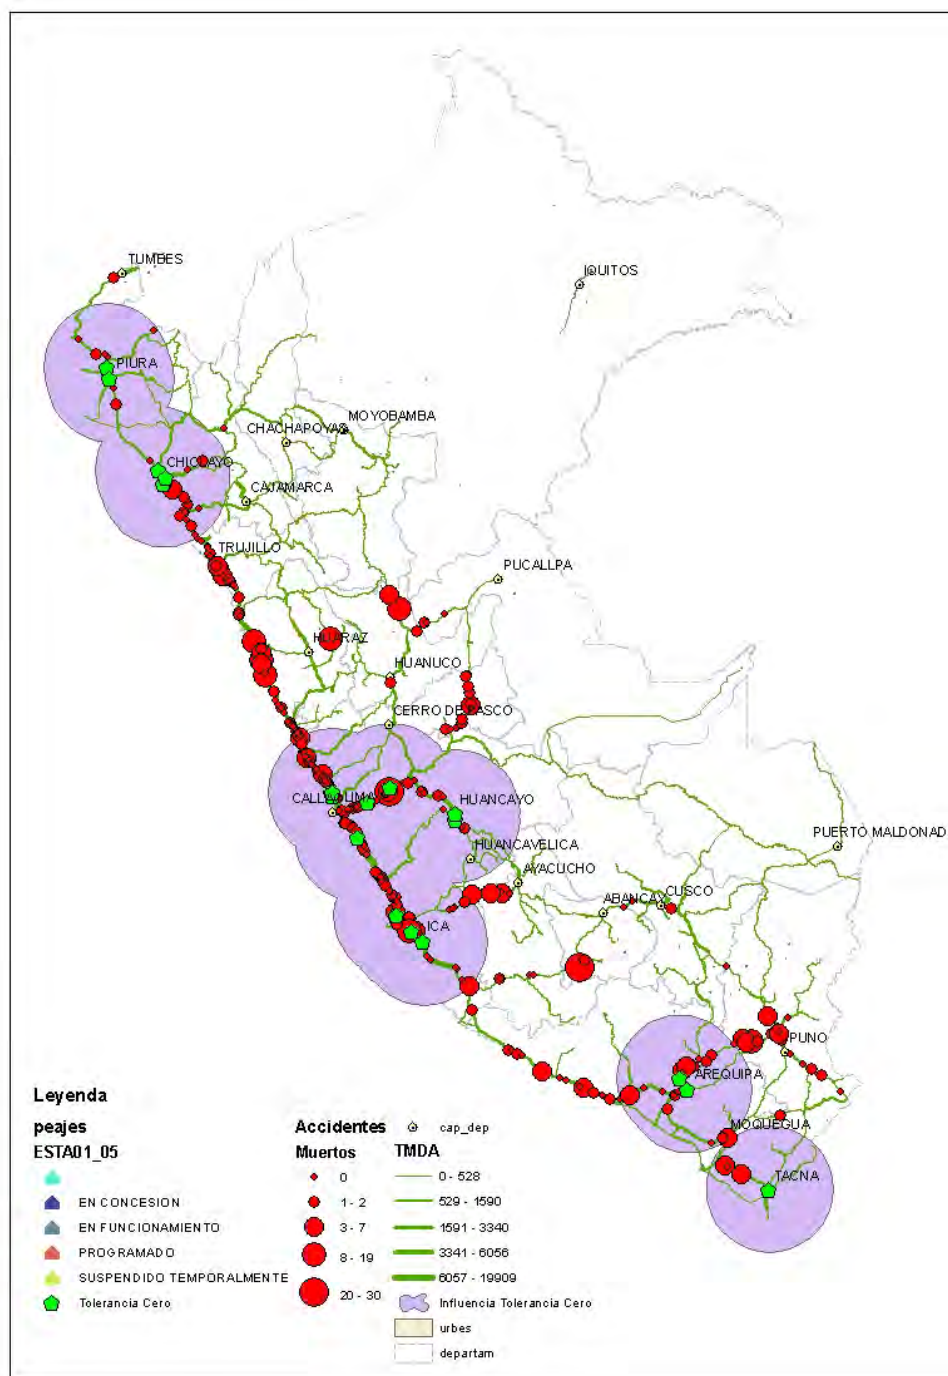 TUMBES
IQUITOS
PIURA
MOYOBAMBA
CHACHAPOYAS
CHICLAYO
CAJAMARCA
TRUJILLO
PUCALLPA
HUARAZ
HUANUCO
CERRO DE PASCO
CALLAO LIMA
HUANCAYO
PUERTO MALDONAD
HUANCAVELICA
AYACUCHO
ABANCAY
CUSCO
ICA
PUNO
AREQUIPA
MOQUEGUA
TACNA
Leyenda
peajes
ESTA01_05
EN CONCESION
EN FUNCIONAMIENTO
PROGRAMADO
SUSPENDIDO TEMPORALMENTE
Tolerancia Cero
Accidentes
Muertos
0
1 - 2
3 - 7
8 - 19
20 - 30
cap_dep
TMDA
0 - 528
529 - 1590
1591 - 3340
3341 - 6056
6057 - 19909
Influencia Tolerancia Cero
urbes
departam